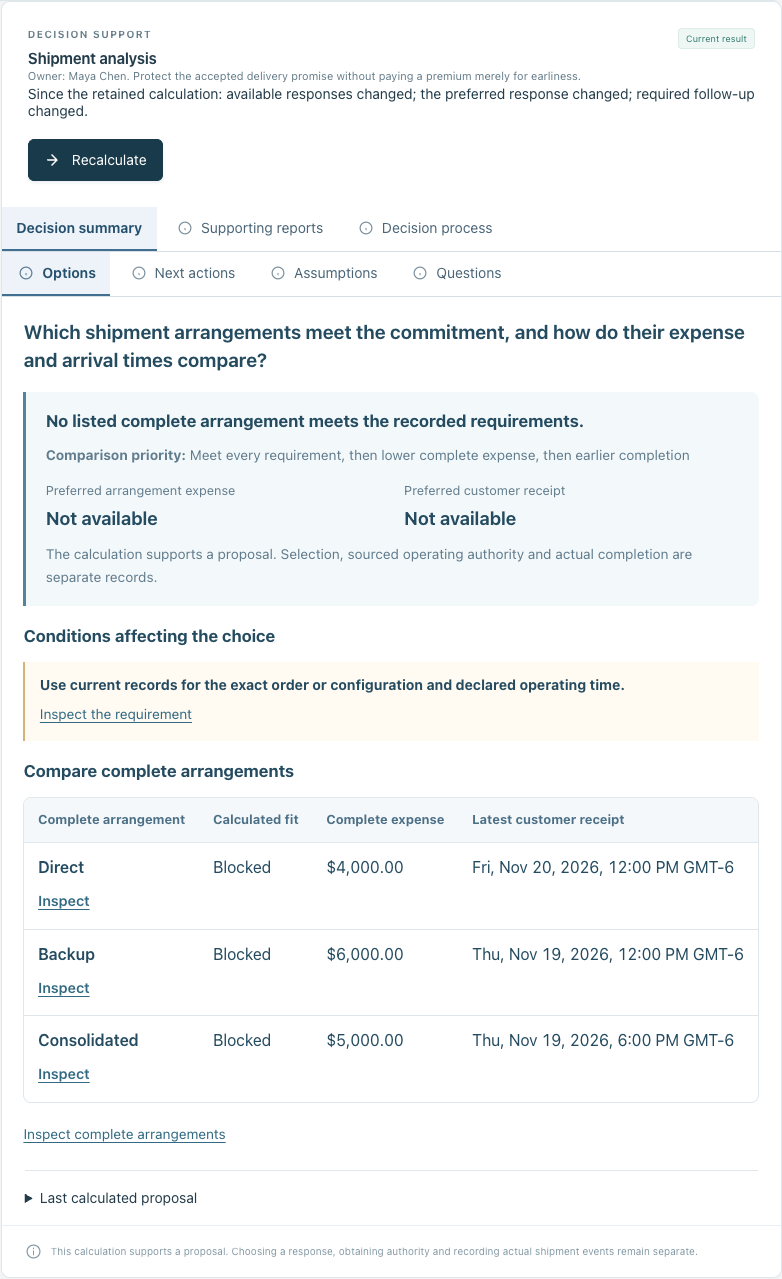 DECISION SUPPORT
Current result
Shipment analysis
Owner: Maya Chen. Protect the accepted delivery promise without paying a premium merely for earliness.
Since the retained calculation: available responses changed; the preferred response changed; required follow-up
changed.
Recalculate
Decision summary
Supporting reports
Decision process
Options
Next actions
Assumptions
Questions
Which shipment arrangements meet the commitment, and how do their expense
and arrival times compare?
No listed complete arrangement meets the recorded requirements.
Comparison priority: Meet every requirement, then lower complete expense, then earlier completion
Preferred arrangement expense
Preferred customer receipt
Not available
Not available
The calculation supports a proposal. Selection, sourced operating authority and actual completion are
separate records.
Conditions affecting the choice
Use current records for the exact order or configuration and declared operating time.
Inspect the requirement
Compare complete arrangements
Complete arrangement Calculated fit Complete expense Latest customer receipt
Direct Blocked $4,000.00 Fri, Nov 20, 2026, 12:00 PM GMT-6
Inspect
Backup Blocked $6,000.00 Thu, Nov 19, 2026, 12:00 PM GMT-6
Inspect
Consolidated Blocked $5,000.00 Thu, Nov 19, 2026, 6:00 PM GMT-6
Inspect
Inspect complete arrangements
Last calculated proposal
This calculation supports a proposal. Choosing a response, obtaining authority and recording actual shipment events remain separate.